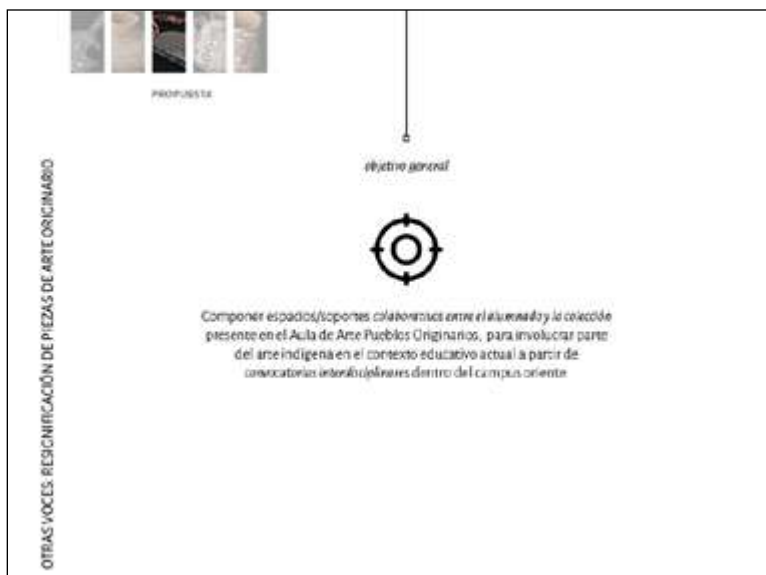 PROPUESTA
OTRAS VOCES: RESIGNIFICACIÓN DE PIEZAS DE ARTE ORIGINARIO
objetivo general
Componer espacios/soportes colaborativos entre el alumnado y la colección
presente en el Aula de Arte Pueblos Originarios, para involucrar parte
del arte indígena en el contexto educativo actual a partir de
convocatorias interdisciplinares dentro del campus oriente